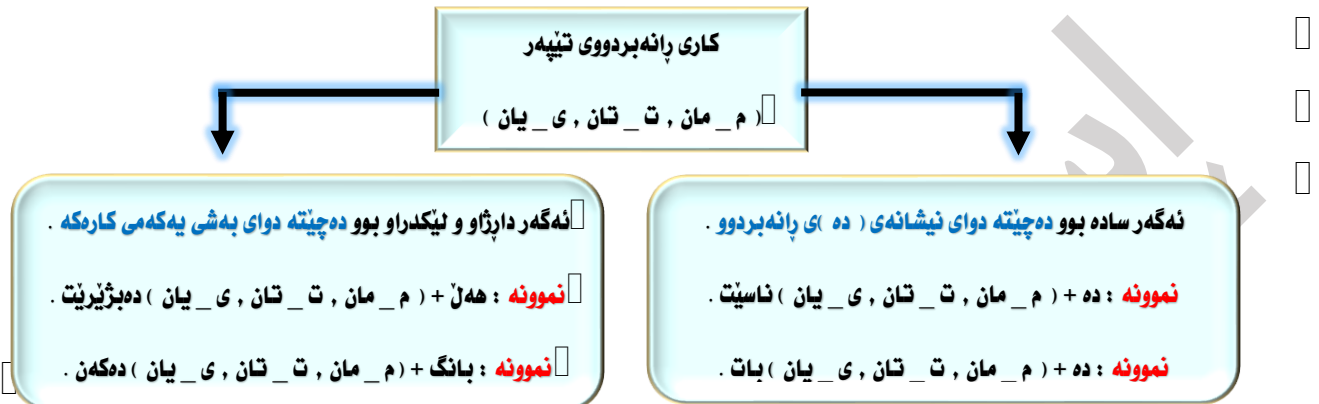 کاری ڕانەبردووی تێپەر
( م _ مان , ت _ تان , ی _ یان )
ئەگەر سادە بوو دەچێتە دوای نیشانەی ( دە )ی ڕانەبردوو .
نموونە : دە + ( م _ مان , ت _ تان , ی _ یان ) ناسێت .
نموونە : دە + ( م _ مان , ت _ تان , ی _ یان ) بات .
ئەگەر داڕژاو و لێکدراو بوو دەچێتە دوای بەشی یەکەمی کارەکە .
نموونە : هەڵ + ( م _ مان , ت _ تان , ی _ یان ) دەبژێرێت .
نموونە : بانگ + ( م _ مان , ت _ تان , ی _ یان ) دەکەن .